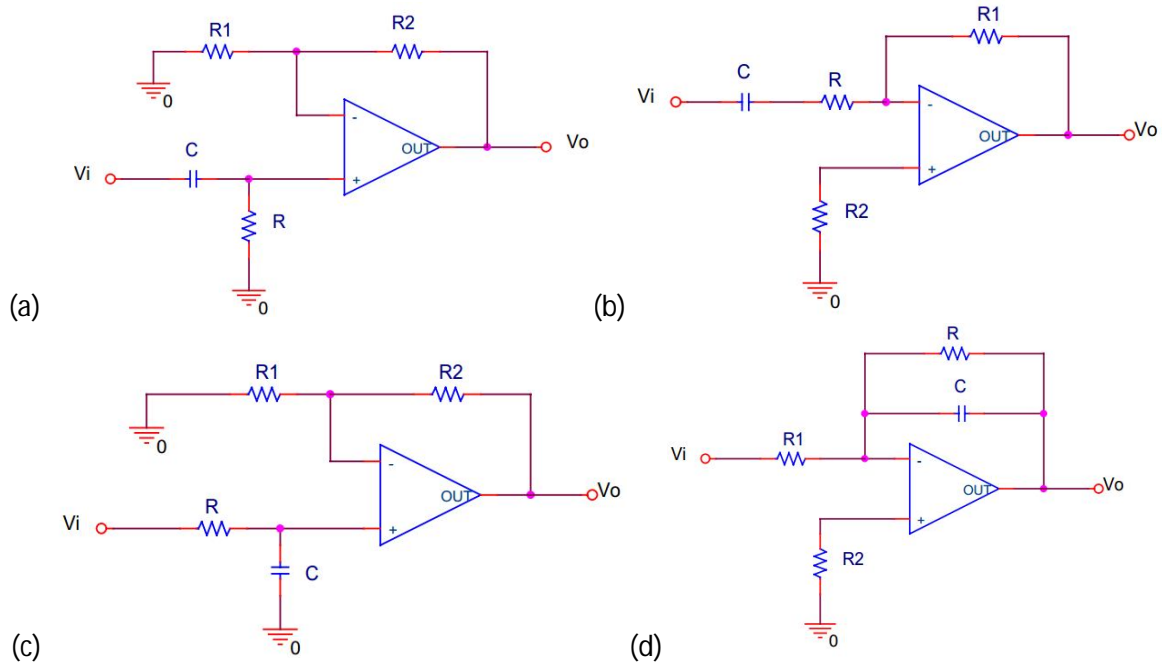 R1 R2
0
-
OUT
Vo
C
Vi
+
R
0
(a)
R1
C R
Vi
-
OUT
Vo
+
R2
0
(b)
R1 R2
0
-
OUT
Vo
R
Vi
+
C
0
(c)
R
C
R1
Vi
-
OUT
Vo
+
R2
0
(d)